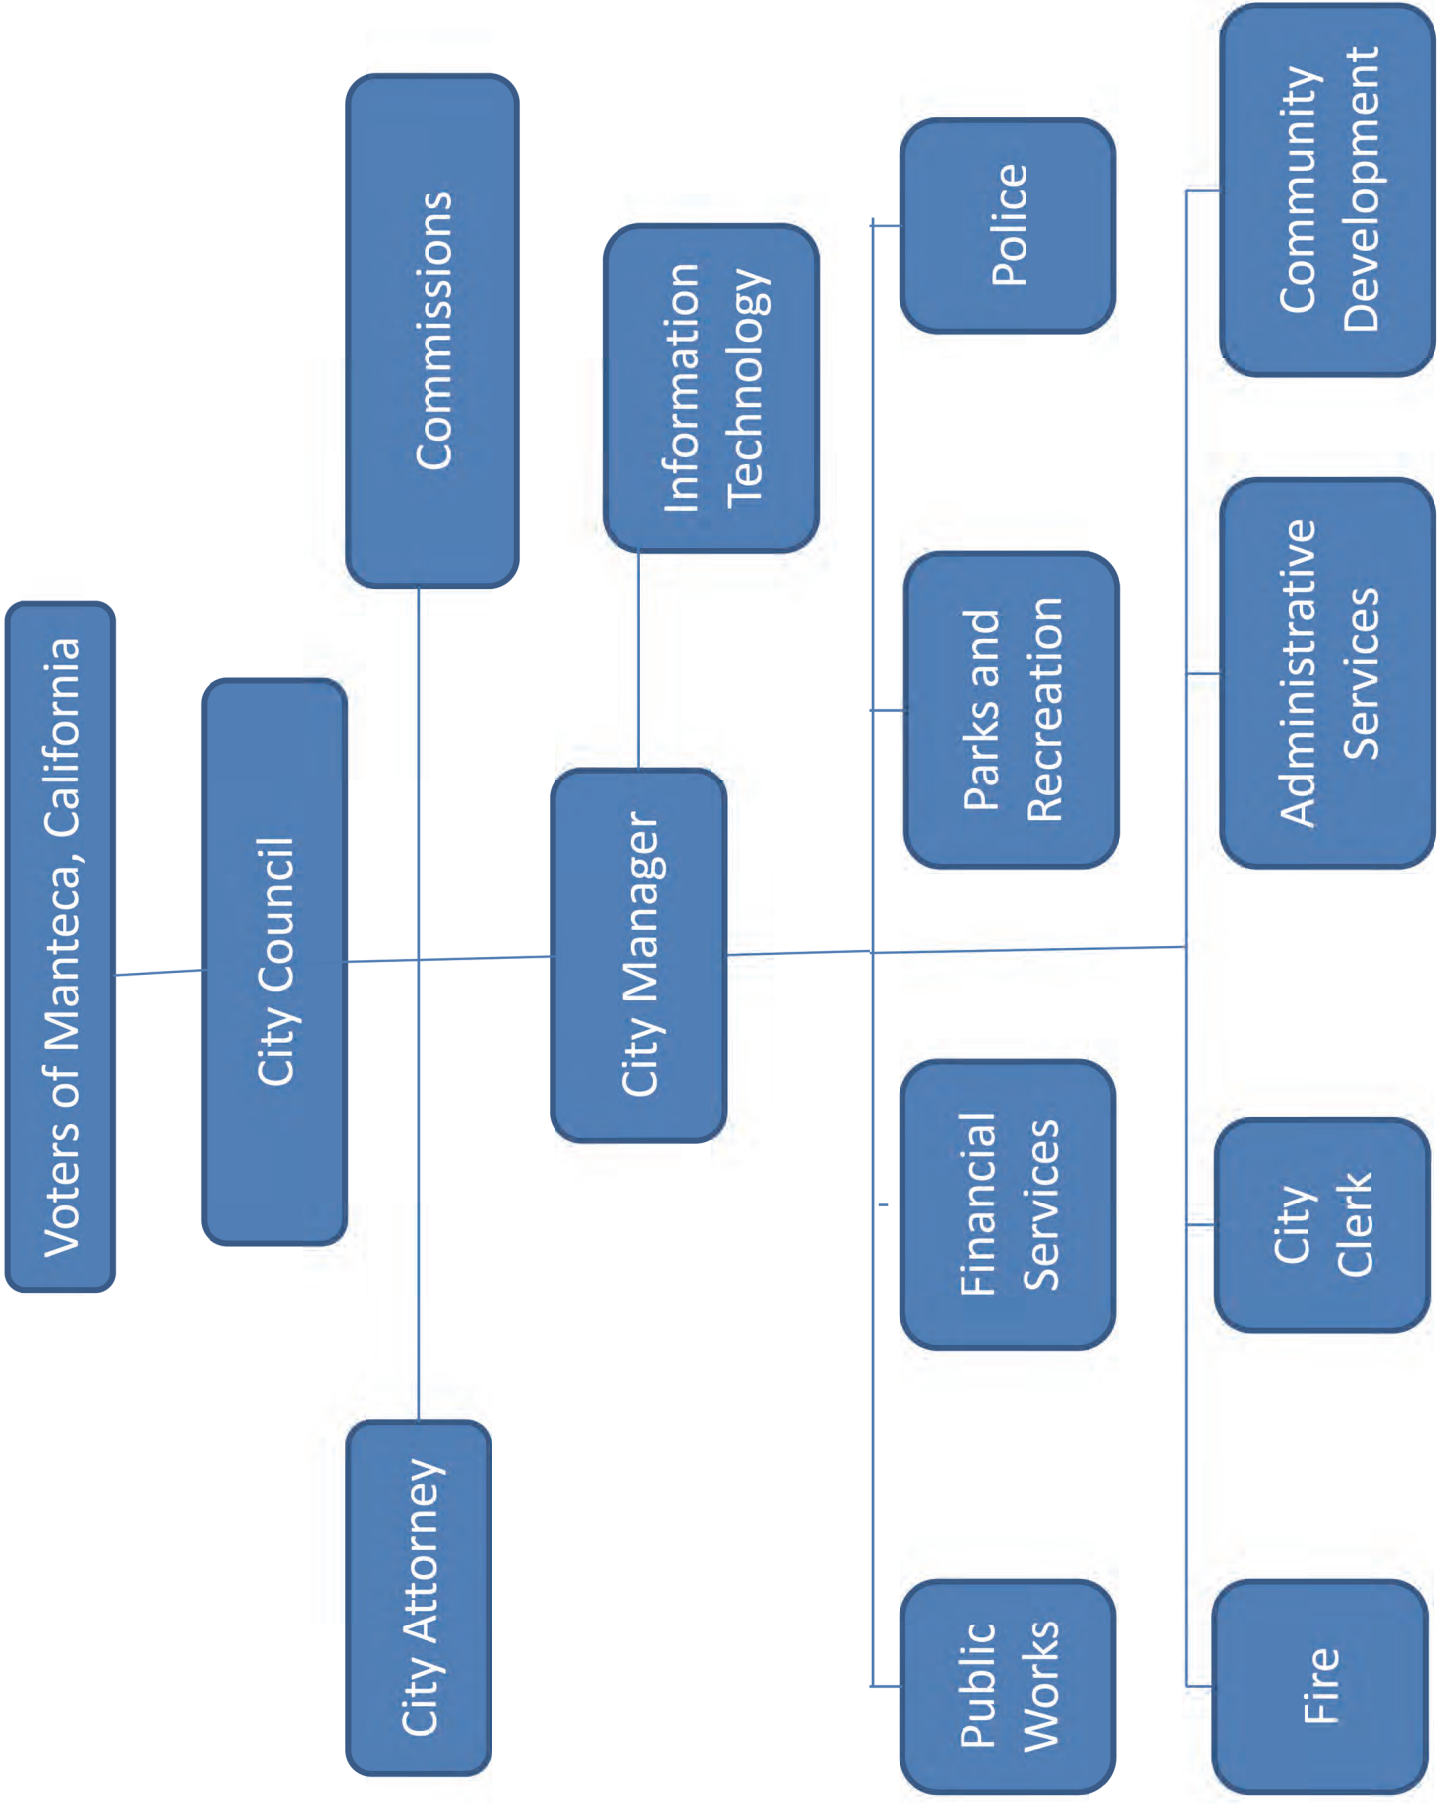 Voters of Manteca, California
City Council
City Attorney
Commissions
City Manager
Information
Technology
Public
Works
Financial
Services
Parks and
Recreation
Police
Fire
City
Clerk
Administrative
Services
Community
Development